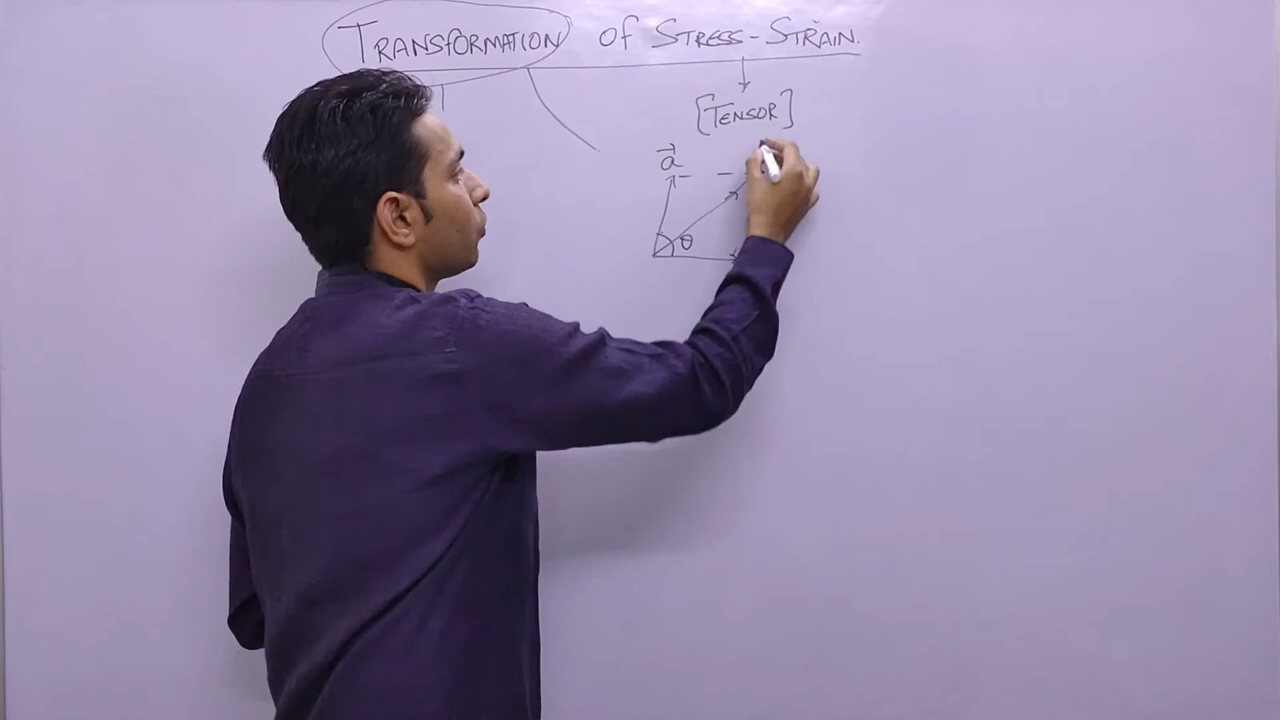 TRANSFORMATION of STRESS-STRAIN.
[TENSOR]
a⃗
θ